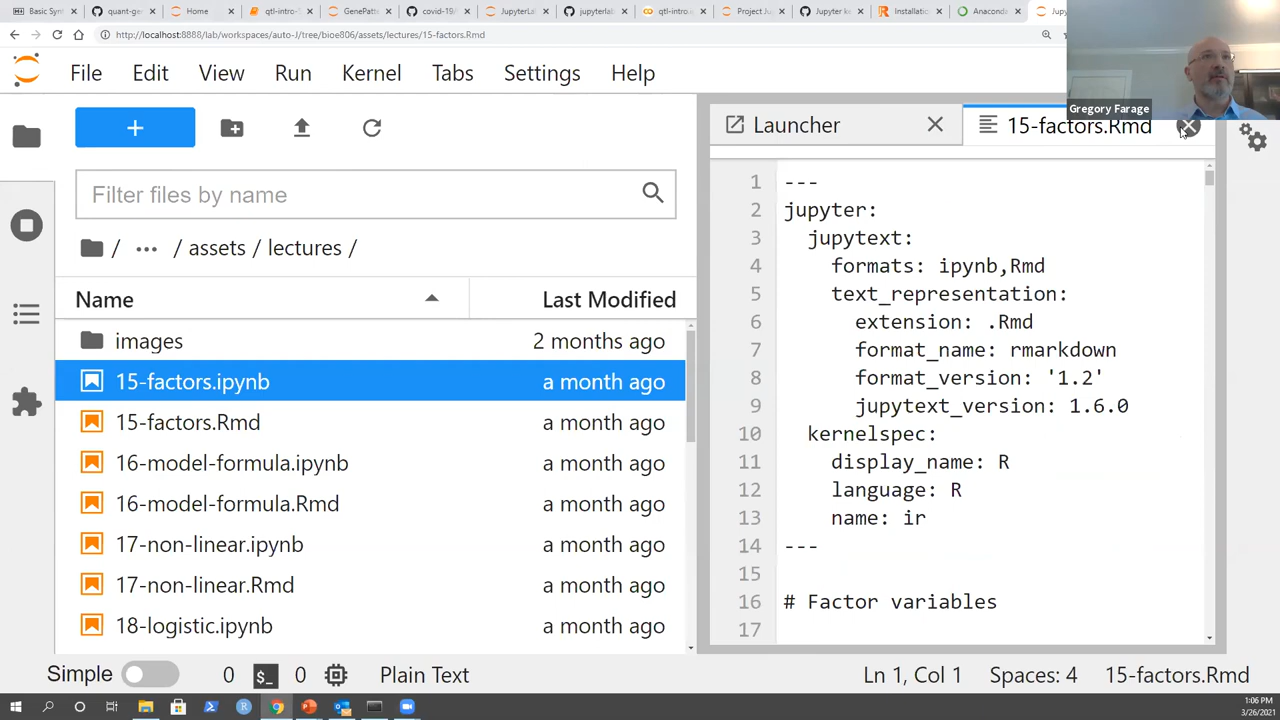 Basic Syn
quant-ge
Home
qtl-intro-
GenePatt
covid-19
JupyterLa
jupyterla
qtl-intro.
Project Ju
Jupyter k
Installati
Anaconda
Jup
http://localhost:8888/lab/workspaces/auto-J/tree/bioe806/assets/lectures/15-factors.Rmd
Gregory Farage
File Edit View Run Kernel Tabs Settings Help
Filter files by name
/ ... / assets / lectures /
Name Last Modified
images 2 months ago
15-factors.ipynb a month ago
15-factors.Rmd a month ago
16-model-formula.ipynb a month ago
16-model-formula.Rmd a month ago
17-non-linear.ipynb a month ago
17-non-linear.Rmd a month ago
18-logistic.ipynb a month ago
Launcher
15-factors.Rmd
1 ---
2 jupyter:
3 jupytext:
4 formats: ipynb,Rmd
5 text_representation:
6 extension: .Rmd
7 format_name: rmarkdown
8 format_version: '1.2'
9 jupytext_version: 1.6.0
10 kernelspec:
11 display_name: R
12 language: R
13 name: ir
14 ---
15
16 # Factor variables
17
Simple 0 $_ 0 Plain Text Ln 1, Col 1 Spaces: 4 15-factors.Rmd
1:06 PM
3/26/2021